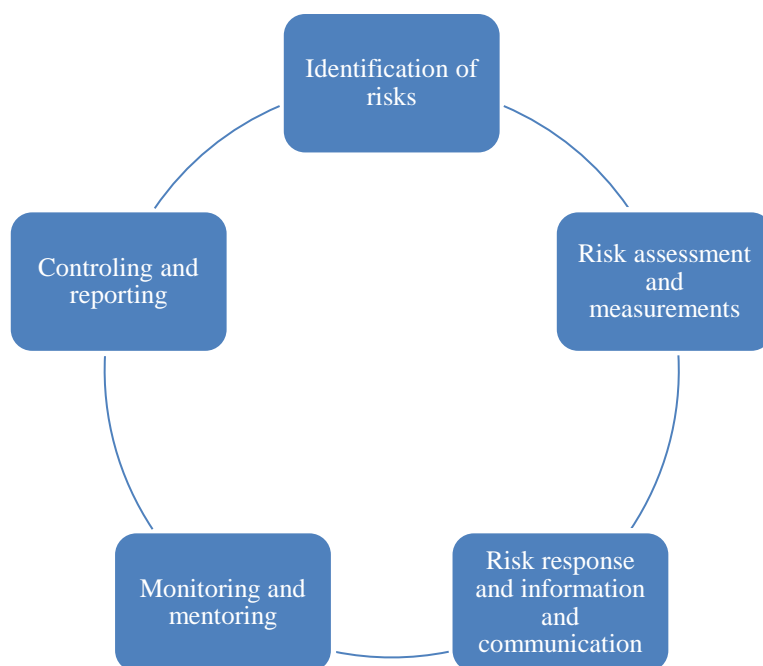 Identification of
risks
Risk assessment
and
measurements
Risk response
and information
and
communication
Monitoring and
mentoring
Controling and
reporting